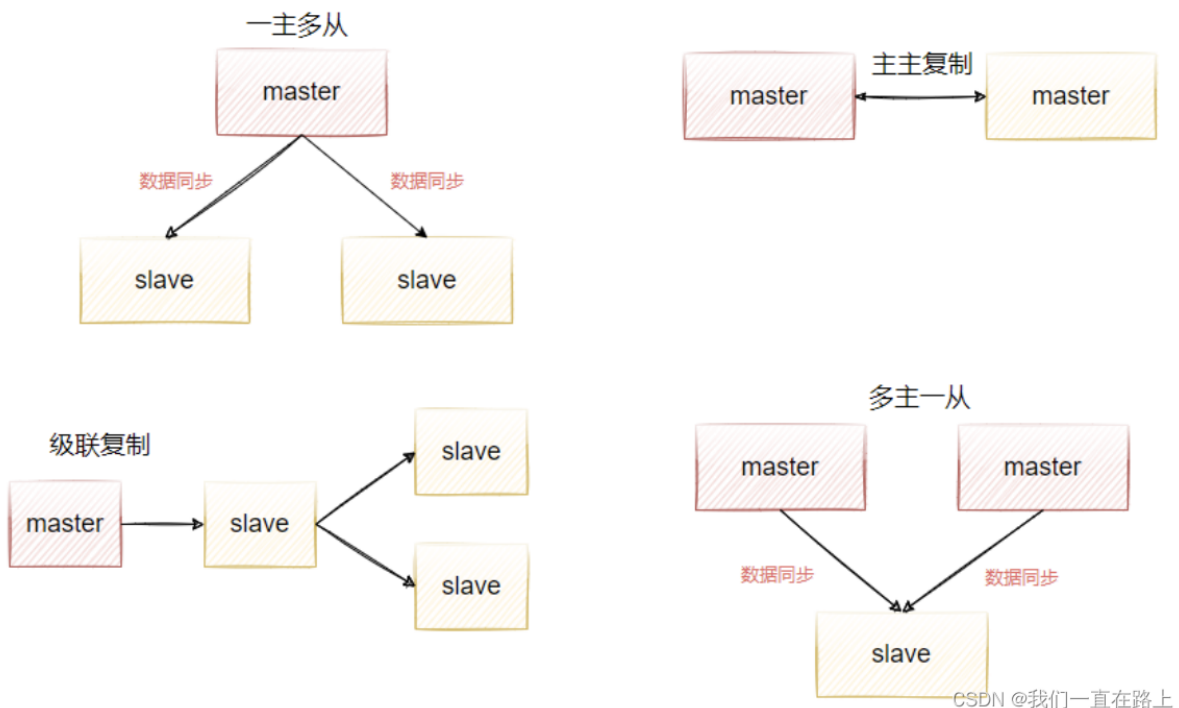 一主多从
master
数据同步
数据同步
slave
slave
主主复制
master
master
级联复制
master
slave
slave
slave
多主一从
master
master
数据同步
数据同步
slave
CSDN @我们一直在路上